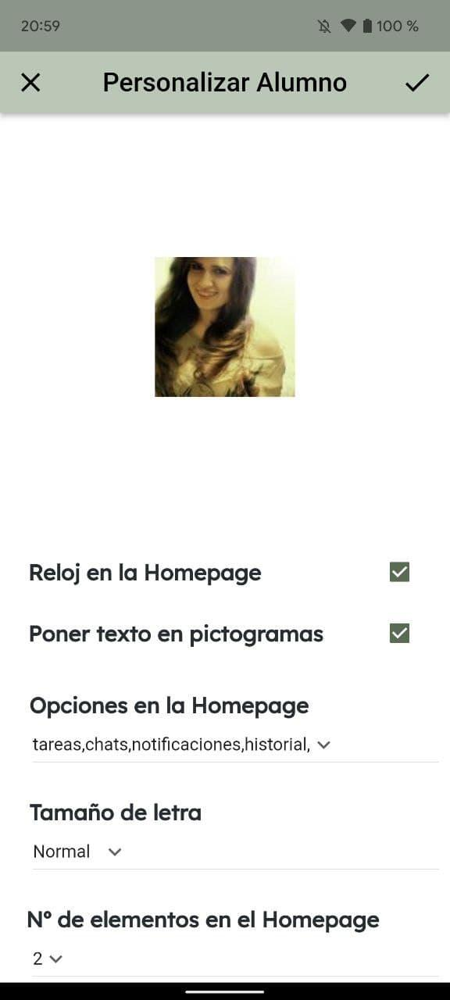 20:59
100 %
Personalizar Alumno
Reloj en la Homepage
Poner texto en pictogramas
Opciones en la Homepage
tareas,chats,notificaciones,historial,
Tamaño de letra
Normal
Nº de elementos en el Homepage
2